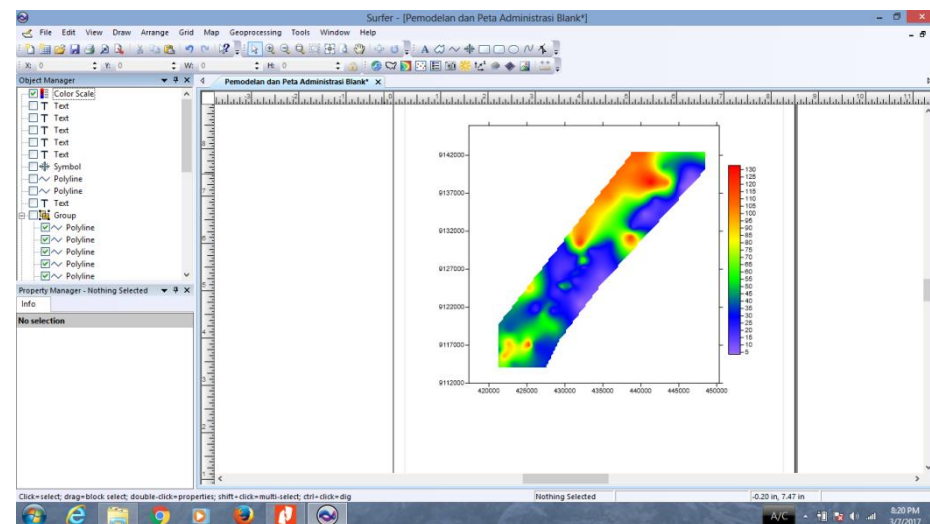 Surfer - [Pemodelan dan Peta Administrasi Blank*]
File Edit View Draw Arrange Grid Map Geoprocessing Tools Window Help
X: 0 Y: 0 W: 0 H: 0
Object Manager
Pemodelan dan Peta Administrasi Blank*
Color Scale
Text
Text
Text
Text
Text
Symbol
Polyline
Polyline
Text
Group
Polyline
Polyline
Polyline
Polyline
Polyline
Property Manager - Nothing Selected
Info
No selection
9142000
9137000
9132000
9127000
9122000
9117000
9112000
420000 425000 430000 435000 440000 445000 450000
130
125
120
115
110
105
100
95
90
85
80
75
70
65
60
55
50
45
40
35
30
25
20
15
10
5
Click=select; drag=block select; double-click=properties; shift+click=multi-select; ctrl+click=dig
Nothing Selected
-0.20 in, 7.47 in
A/C
8:20 PM
3/7/2017